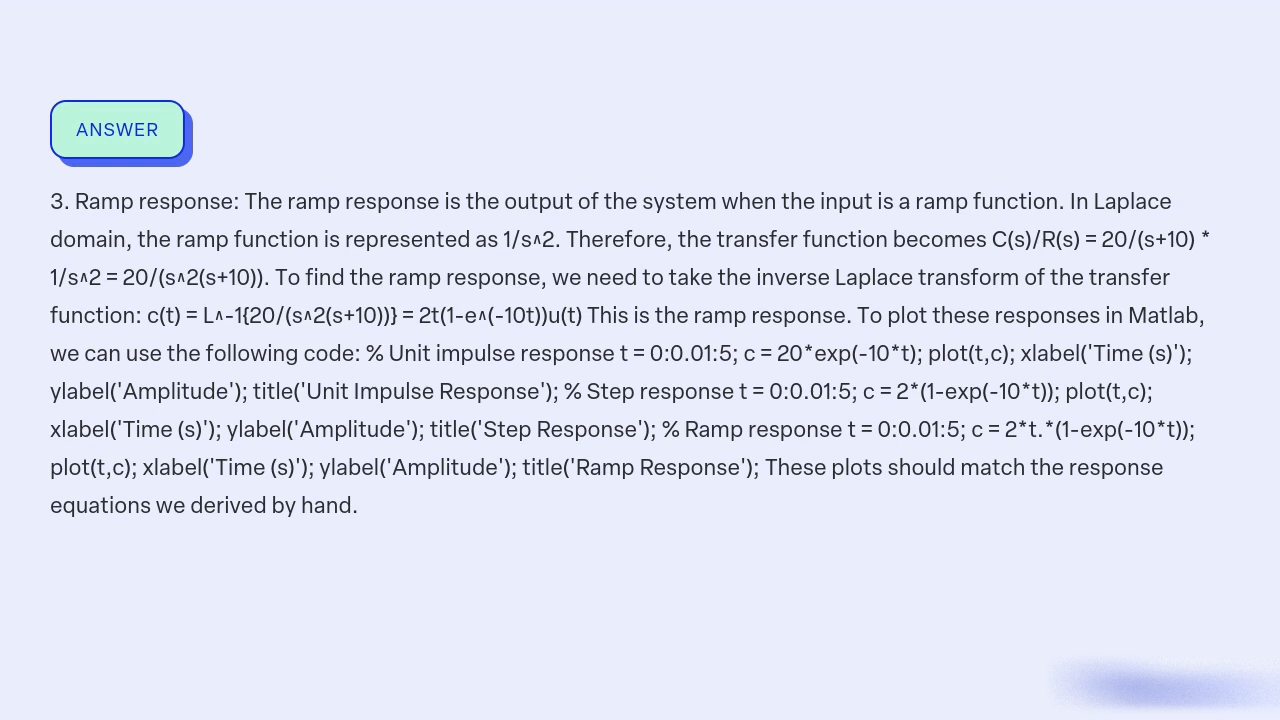 ANSWER
3. Ramp response: The ramp response is the output of the system when the input is a ramp function. In Laplace
domain, the ramp function is represented as 1/s^2. Therefore, the transfer function becomes C(s)/R(s) = 20/(s+10) *
1/s^2 = 20/(s^2(s+10)). To find the ramp response, we need to take the inverse Laplace transform of the transfer
function: c(t) = L^-1{20/(s^2(s+10))} = 2t(1-e^(-10t))u(t) This is the ramp response. To plot these responses in Matlab,
we can use the following code: % Unit impulse response t = 0:0.01:5; c = 20*exp(-10*t); plot(t,c); xlabel('Time (s)');
ylabel('Amplitude'); title('Unit Impulse Response'); % Step response t = 0:0.01:5; c = 2*(1-exp(-10*t)); plot(t,c);
xlabel('Time (s)'); ylabel('Amplitude'); title('Step Response'); % Ramp response t = 0:0.01:5; c = 2*t.*(1-exp(-10*t));
plot(t,c); xlabel('Time (s)'); ylabel('Amplitude'); title('Ramp Response'); These plots should match the response
equations we derived by hand.